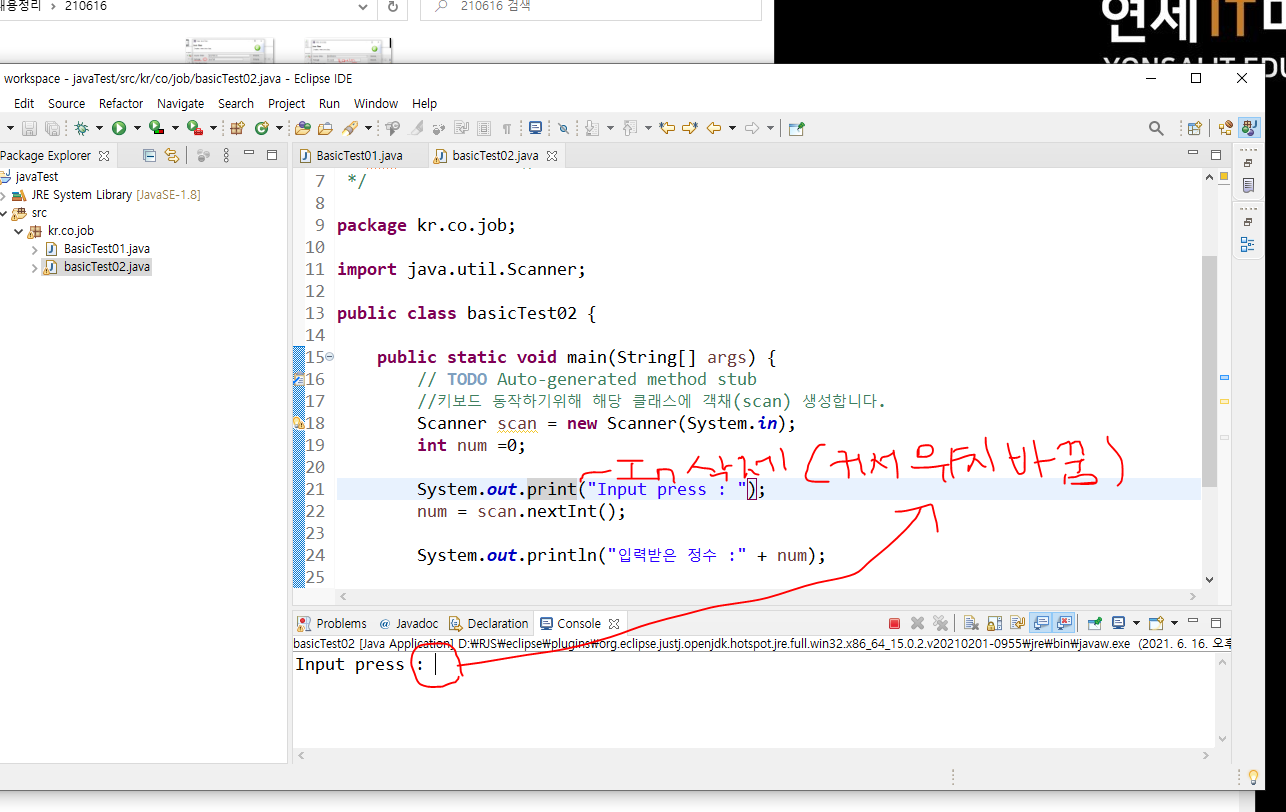 내용정리 > 210616
210616 검색
연세IT미
YONSAI IT EDU
workspace - javaTest/src/kr/co/job/basicTest02.java - Eclipse IDE
Edit Source Refactor Navigate Search Project Run Window Help
Package Explorer
BasicTest01.java
basicTest02.java
javaTest
JRE System Library [JavaSE-1.8]
src
kr.co.job
BasicTest01.java
basicTest02.java
7 */
8
9 package kr.co.job;
10
11 import java.util.Scanner;
12
13 public class basicTest02 {
14
15 public static void main(String[] args) {
16 // TODO Auto-generated method stub
17 //키보드 동작하기위해 해당 클래스에 객채(scan) 생성합니다.
18 Scanner scan = new Scanner(System.in);
19 int num =0;
20
~In 삭제 (커서 위치 바꿈)
21 System.out.print("Input press : ");
22 num = scan.nextInt();
23
24 System.out.println("입력받은 정수 :" + num);
25
Problems @ Javadoc Declaration Console
basicTest02 [Java Application] D:₩RJS₩eclipse₩plugins₩org.eclipse.justj.openjdk.hotspot.jre.full.win32.x86_64_15.0.2.v20210201-0955₩jre₩bin₩javaw.exe (2021. 6. 16. 오후
Input press :